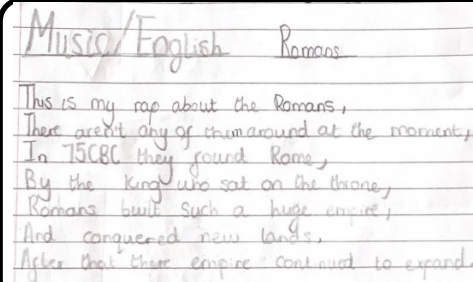 Music/English Romans
This is my rap about the Romans,
There aren't any of them around at the moment,
In 75CBC they found Rome,
By the King who sat on the throne,
Romans built such a huge empire,
And conquered new lands,
After that there empire continued to expand